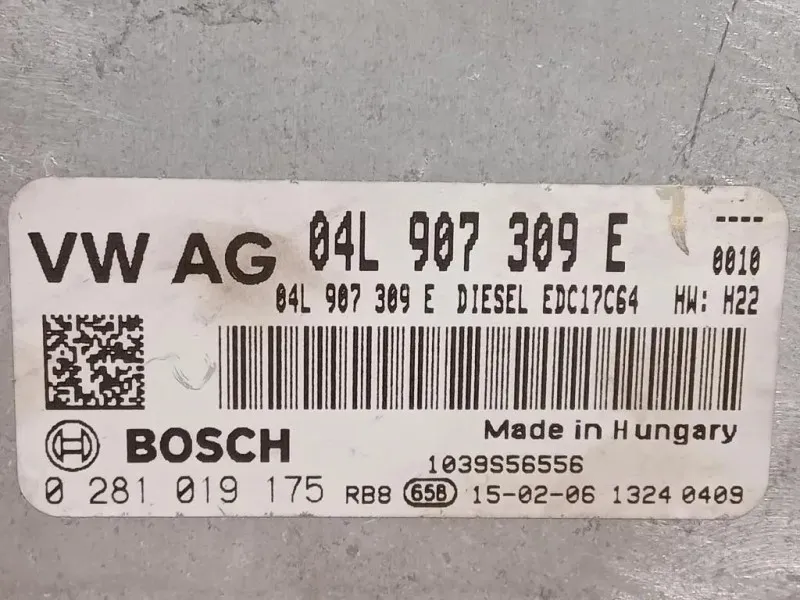 VW AG 04L 907 309 E ----
0010
04L 907 309 E DIESEL EDC17C64 HW: H22
Made in Hungary
BOSCH
1039S56556
0 281 019 175 RB8 65B 15-02-06 1324 0409